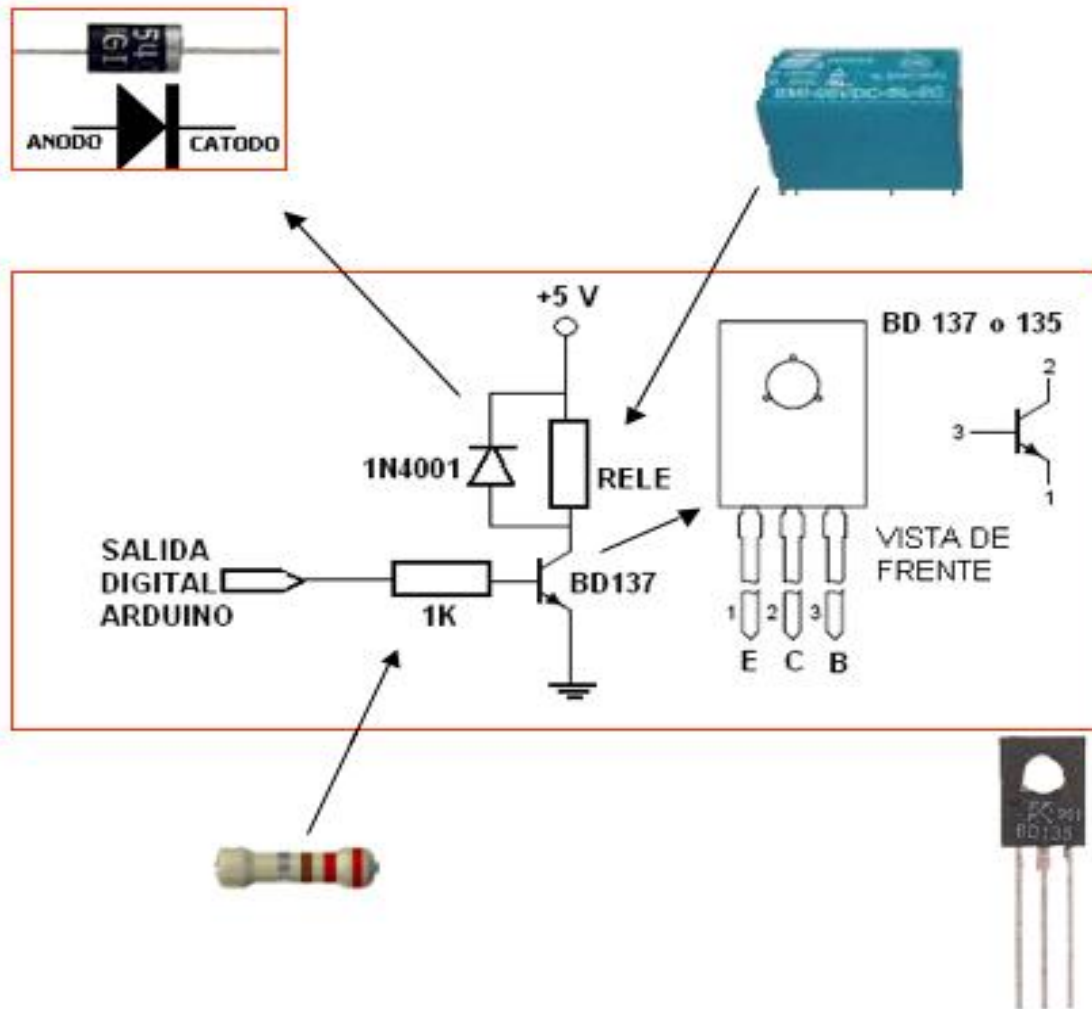 ANODO
CATODO
+5 V
BD 137 o 135
1N4001
RELE
2
3
1
SALIDA
DIGITAL
ARDUINO
1K
BD137
VISTA DE
FRENTE
1 2 3
E C B
BD135